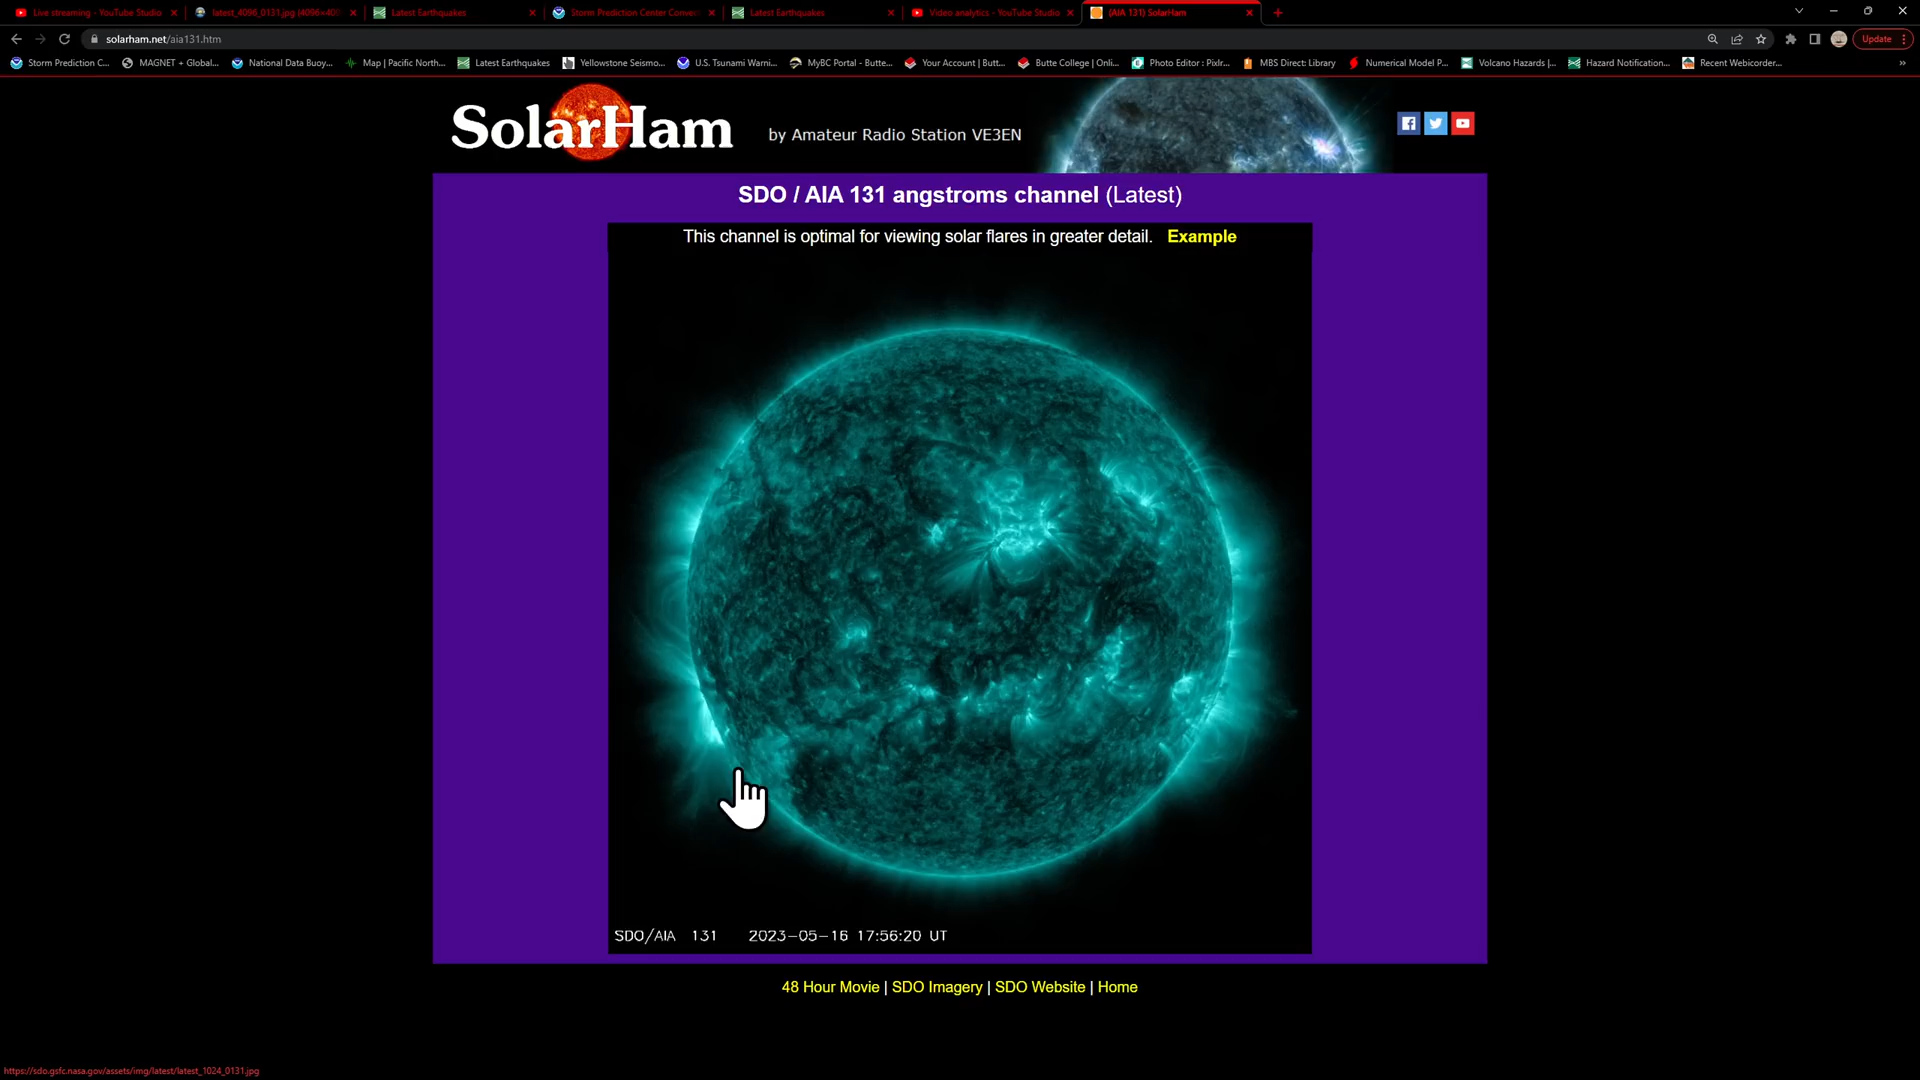 Live streaming - YouTube Studio
latest_4096_0131.jpg (4096×40
Latest Earthquakes
Storm Prediction Center Conve
Latest Earthquakes
Video analytics - YouTube Studio
(AIA 131) SolarHam
solarham.net/aia131.htm
Update
Storm Prediction C...
MAGNET + Global...
National Data Buoy...
Map | Pacific North...
Latest Earthquakes
Yellowstone Seismo...
U.S. Tsunami Warni...
MyBC Portal - Butte...
Your Account | Butt...
Butte College | Onli...
Photo Editor : Pixlr...
MBS Direct: Library
Numerical Model P...
Volcano Hazards |...
Hazard Notification...
Recent Webicorder...
SolarHam
by Amateur Radio Station VE3EN
SDO / AIA 131 angstroms channel (Latest)
This channel is optimal for viewing solar flares in greater detail. Example
SDO/AIA 131 2023-05-16 17:56:20 UT
48 Hour Movie | SDO Imagery | SDO Website | Home
https://sdo.gsfc.nasa.gov/assets/img/latest/latest_1024_0131.jpg